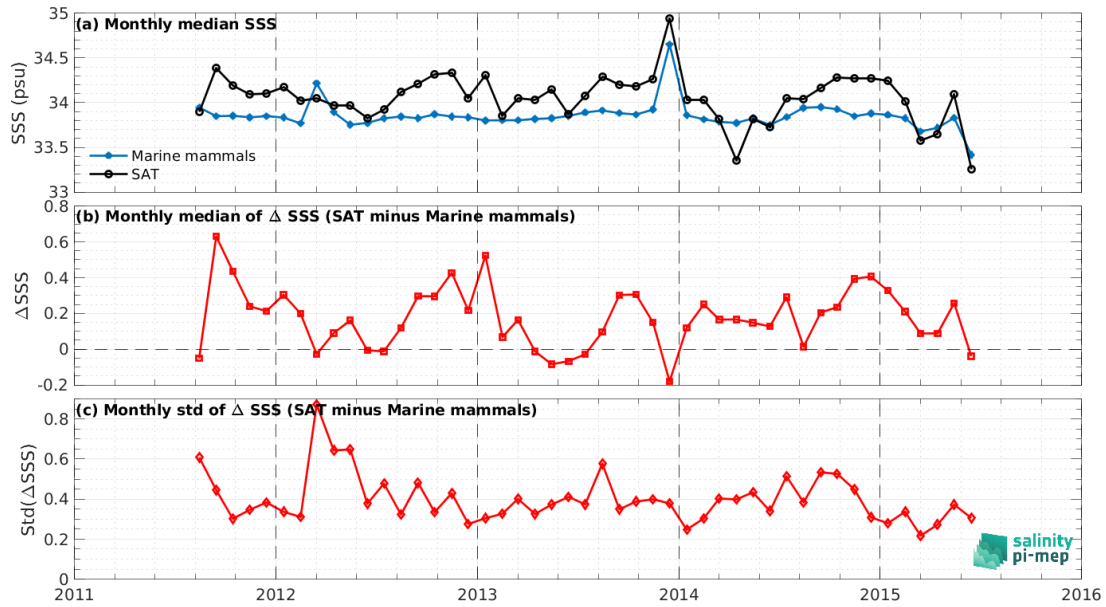 (a) Monthly median SSS
SSS (psu)
35
34.5
34
33.5
33
Marine mammals
SAT
(b) Monthly median of Δ SSS (SAT minus Marine mammals)
ΔSSS
0.8
0.6
0.4
0.2
0
-0.2
(c) Monthly std of Δ SSS (SAT minus Marine mammals)
Std(ΔSSS)
0.8
0.6
0.4
0.2
0
salinity
pi-mep
2011 2012 2013 2014 2015 2016